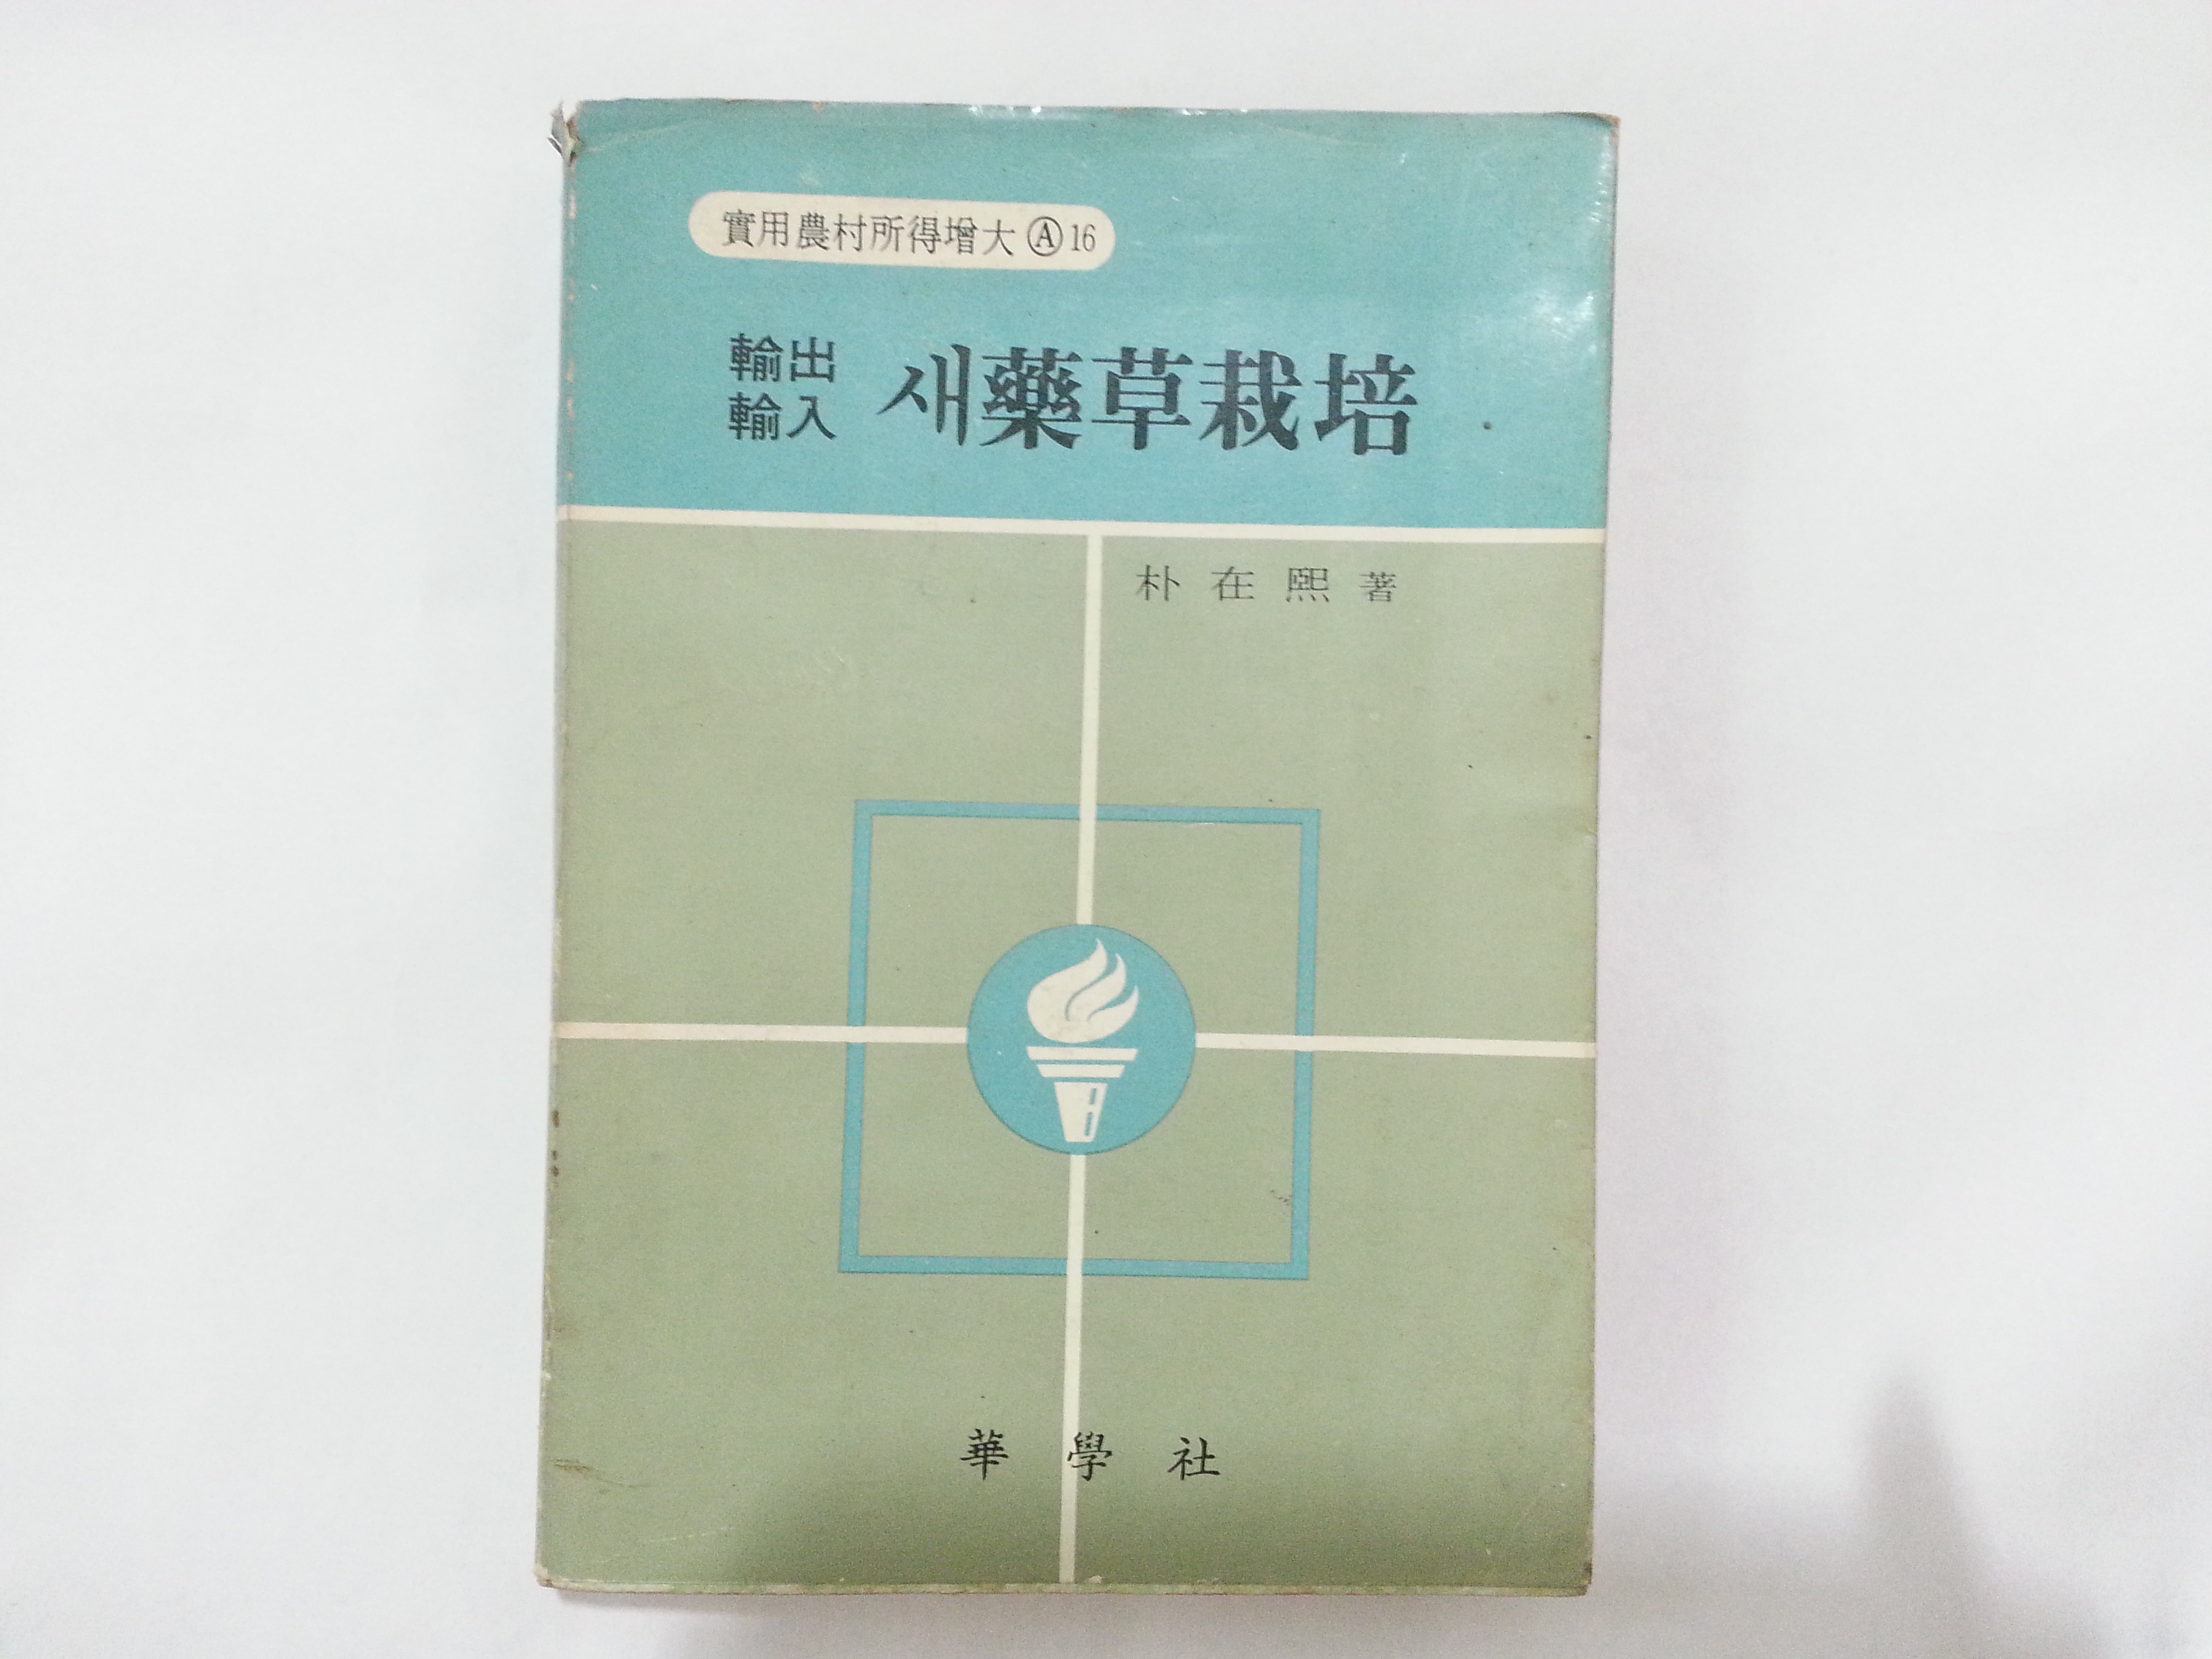 實用農村所得增大 Ⓐ 16
輸出
輸入
새藥草栽培
朴在熙 著
華學社